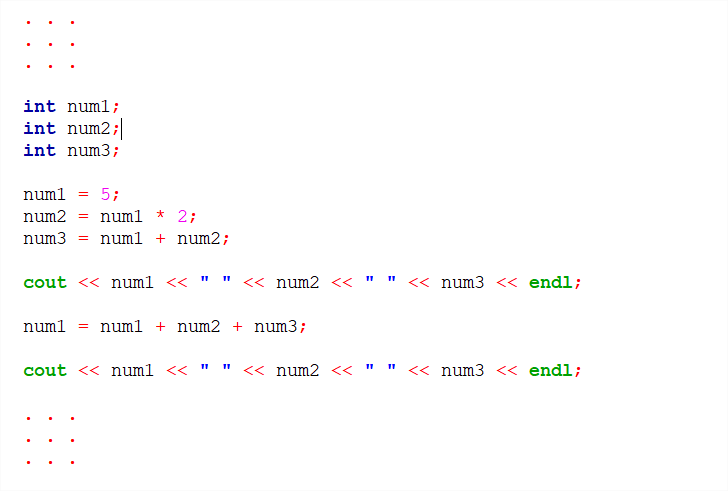 . . .
. . .
. . .
int num1;
int num2;
int num3;
num1 = 5;
num2 = num1 * 2;
num3 = num1 + num2;
cout << num1 << " " << num2 << " " << num3 << endl;
num1 = num1 + num2 + num3;
cout << num1 << " " << num2 << " " << num3 << endl;
. . .
. . .
. . .